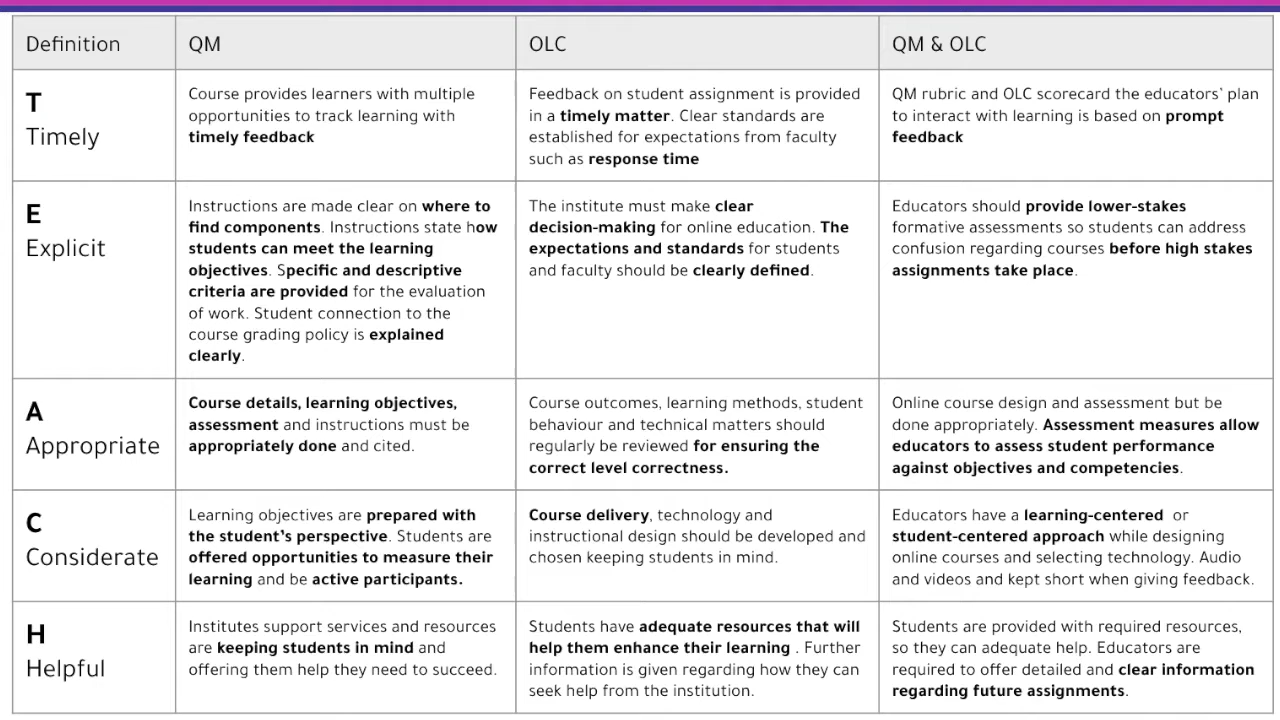 Definition
QM
OLC
QM & OLC
T
Timely
Course provides learners with multiple
opportunities to track learning with
timely feedback
Feedback on student assignment is provided
in a timely matter. Clear standards are
established for expectations from faculty
such as response time
QM rubric and OLC scorecard the educators' plan
to interact with learning is based on prompt
feedback
E
Explicit
Instructions are made clear on where to
find components. Instructions state how
students can meet the learning
objectives. Specific and descriptive
criteria are provided for the evaluation
of work. Student connection to the
course grading policy is explained
clearly.
The institute must make clear
decision-making for online education. The
expectations and standards for students
and faculty should be clearly defined.
Educators should provide lower-stakes
formative assessments so students can address
confusion regarding courses before high stakes
assignments take place.
A
Appropriate
Course details, learning objectives,
assessment and instructions must be
appropriately done and cited.
Course outcomes, learning methods, student
behaviour and technical matters should
regularly be reviewed for ensuring the
correct level correctness.
Online course design and assessment but be
done appropriately. Assessment measures allow
educators to assess student performance
against objectives and competencies.
C
Considerate
Learning objectives are prepared with
the student's perspective. Students are
offered opportunities to measure their
learning and be active participants.
Course delivery, technology and
instructional design should be developed and
chosen keeping students in mind.
Educators have a learning-centered or
student-centered approach while designing
online courses and selecting technology. Audio
and videos and kept short when giving feedback.
H
Helpful
Institutes support services and resources
are keeping students in mind and
offering them help they need to succeed.
Students have adequate resources that will
help them enhance their learning . Further
information is given regarding how they can
seek help from the institution.
Students are provided with required resources,
so they can adequate help. Educators are
required to offer detailed and clear information
regarding future assignments.